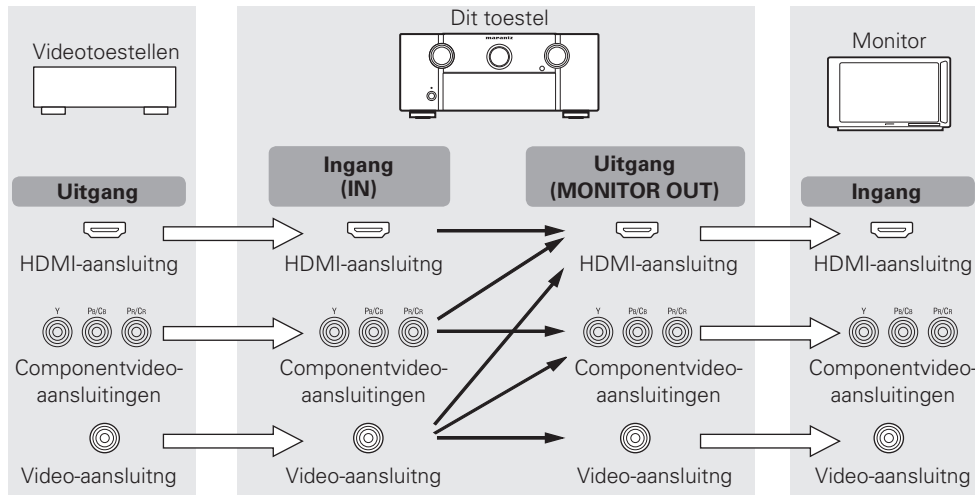 Dit toestel
Videotoestellen
Monitor
marantz
Uitgang
Ingang
(IN)
Uitgang
(MONITOR OUT)
Ingang
HDMI-aansluitng
HDMI-aansluitng
HDMI-aansluitng
HDMI-aansluitng
Y PB/CB PR/CR
Y PB/CB PR/CR
Y PB/CB PR/CR
Y PB/CB PR/CR
Componentvideo-
aansluitingen
Componentvideo-
aansluitingen
Componentvideo-
aansluitingen
Componentvideo-
aansluitingen
Video-aansluitng
Video-aansluitng
Video-aansluitng
Video-aansluitng